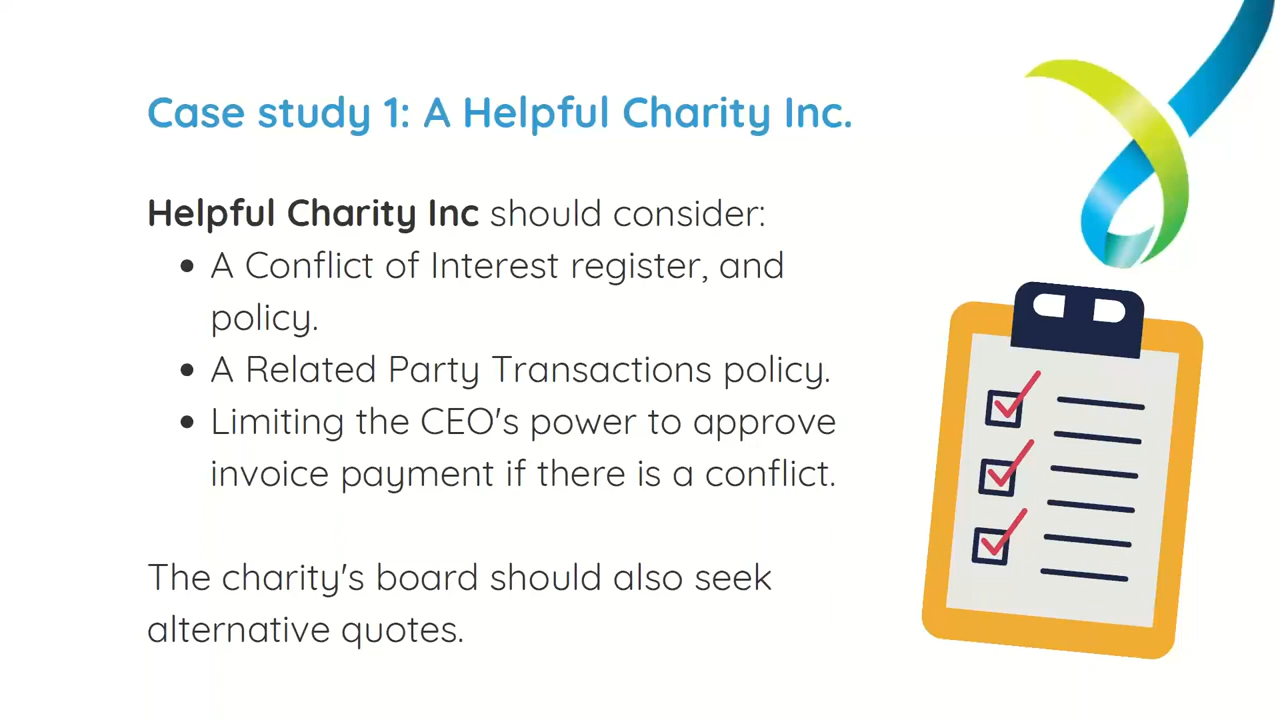 Case study 1: A Helpful Charity Inc.
Helpful Charity Inc should consider:
• A Conflict of Interest register, and
policy.
• A Related Party Transactions policy.
• Limiting the CEO's power to approve
invoice payment if there is a conflict.
The charity's board should also seek
alternative quotes.